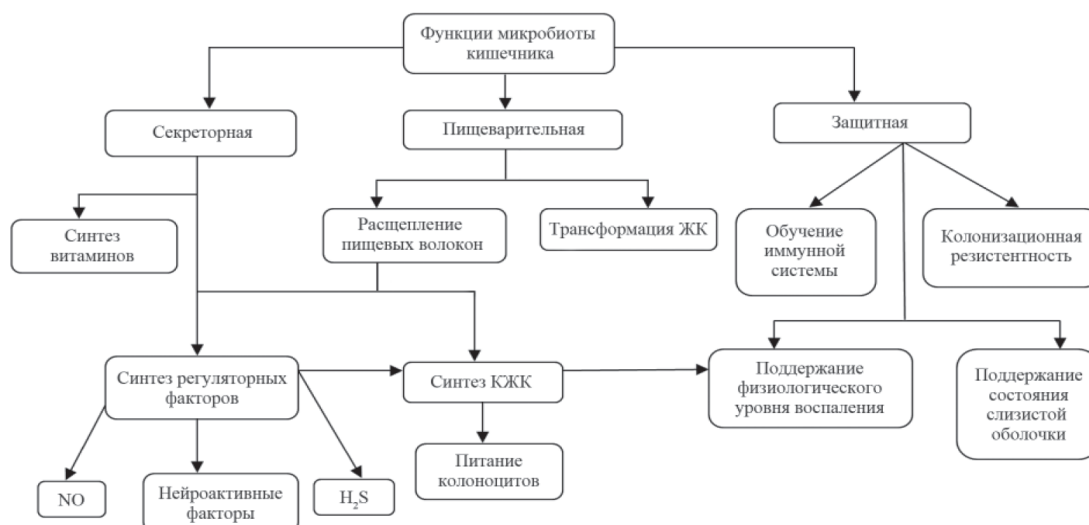 Функции микробиоты
кишечника
Секреторная
Пищеварительная
Защитная
Синтез
витаминов
Расщепление
пищевых волокон
Трансформация ЖК
Обучение
иммунной
системы
Колонизационная
резистентность
Синтез регуляторных
факторов
Синтез КЖК
Поддержание
физиологического
уровня воспаления
Поддержание
состояния
слизистой
оболочки
NO
Нейроактивные
факторы
H₂S
Питание
колоноцитов